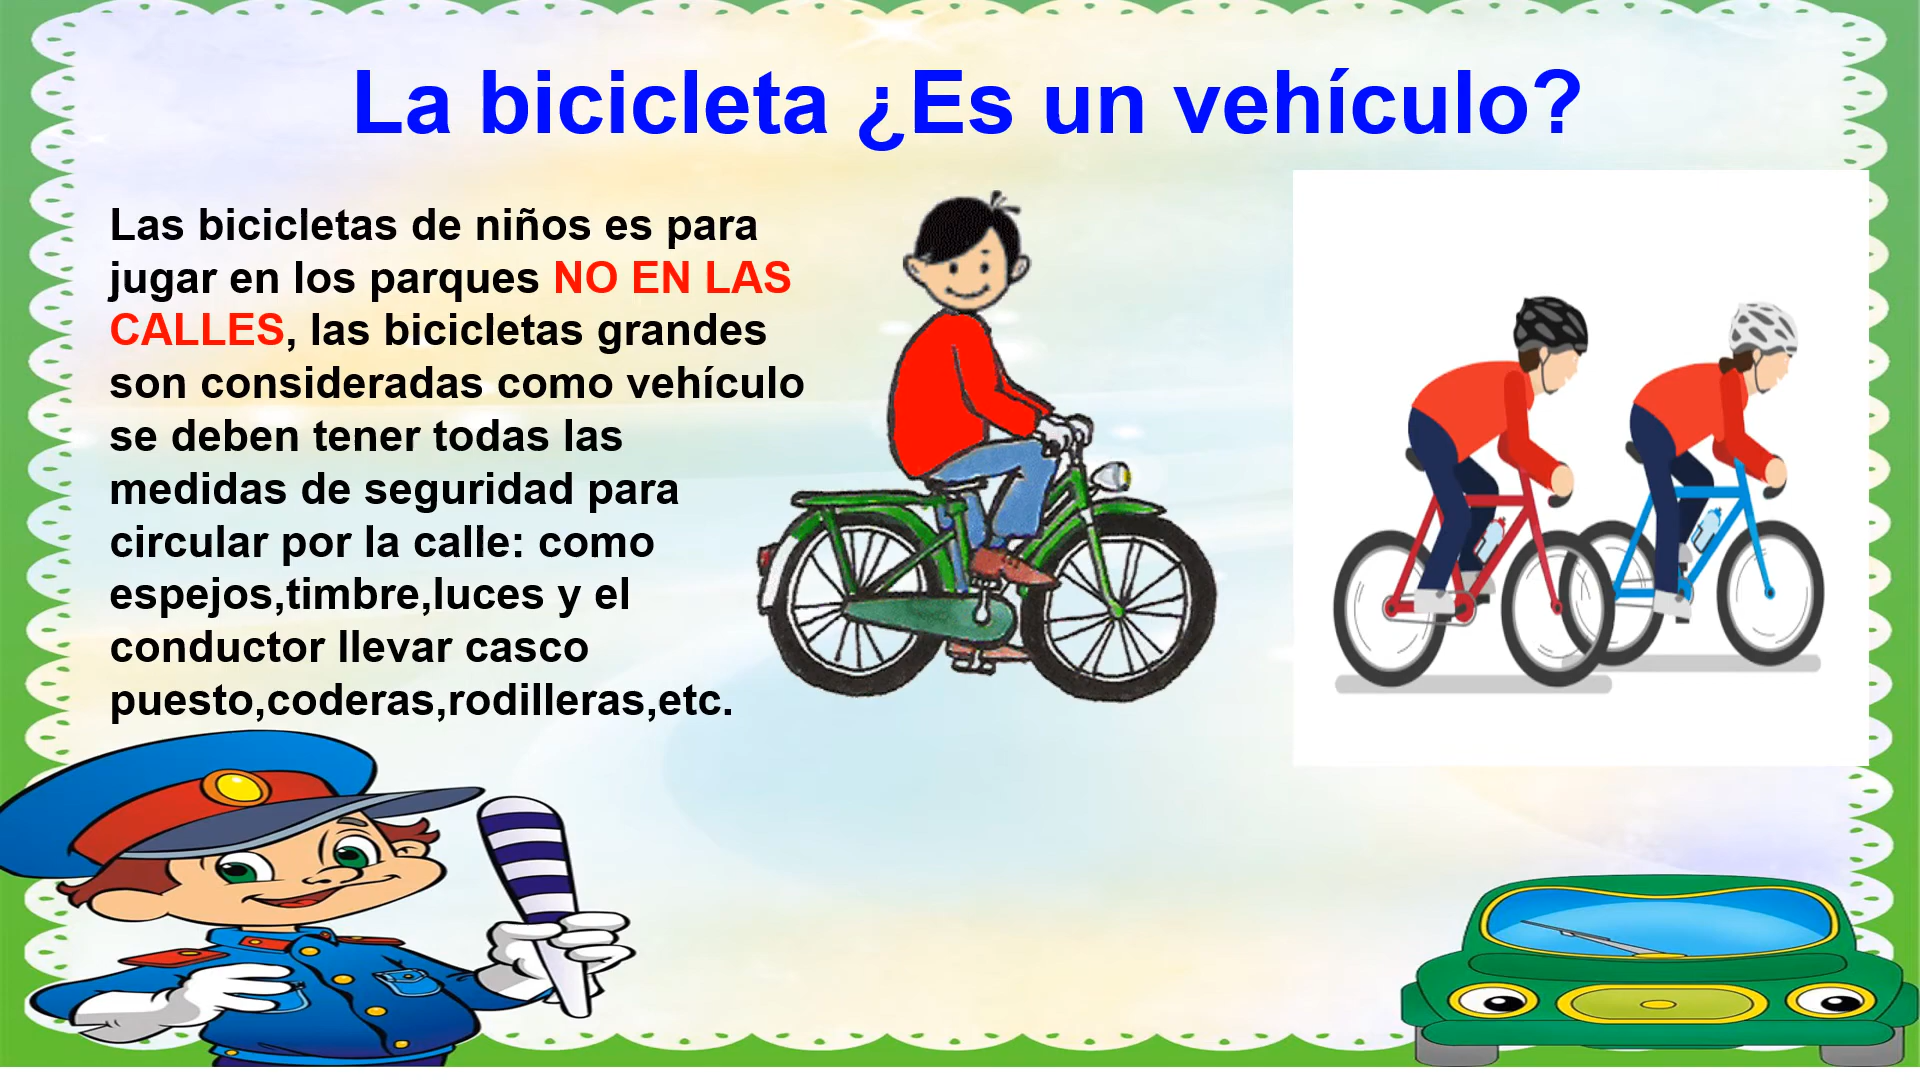 La bicicleta ¿Es un vehículo?
Las bicicletas de niños es para
jugar en los parques NO EN LAS
CALLES, las bicicletas grandes
son consideradas como vehículo
se deben tener todas las
medidas de seguridad para
circular por la calle: como
espejos,timbre,luces y el
conductor llevar casco
puesto,coderas,rodilleras,etc.